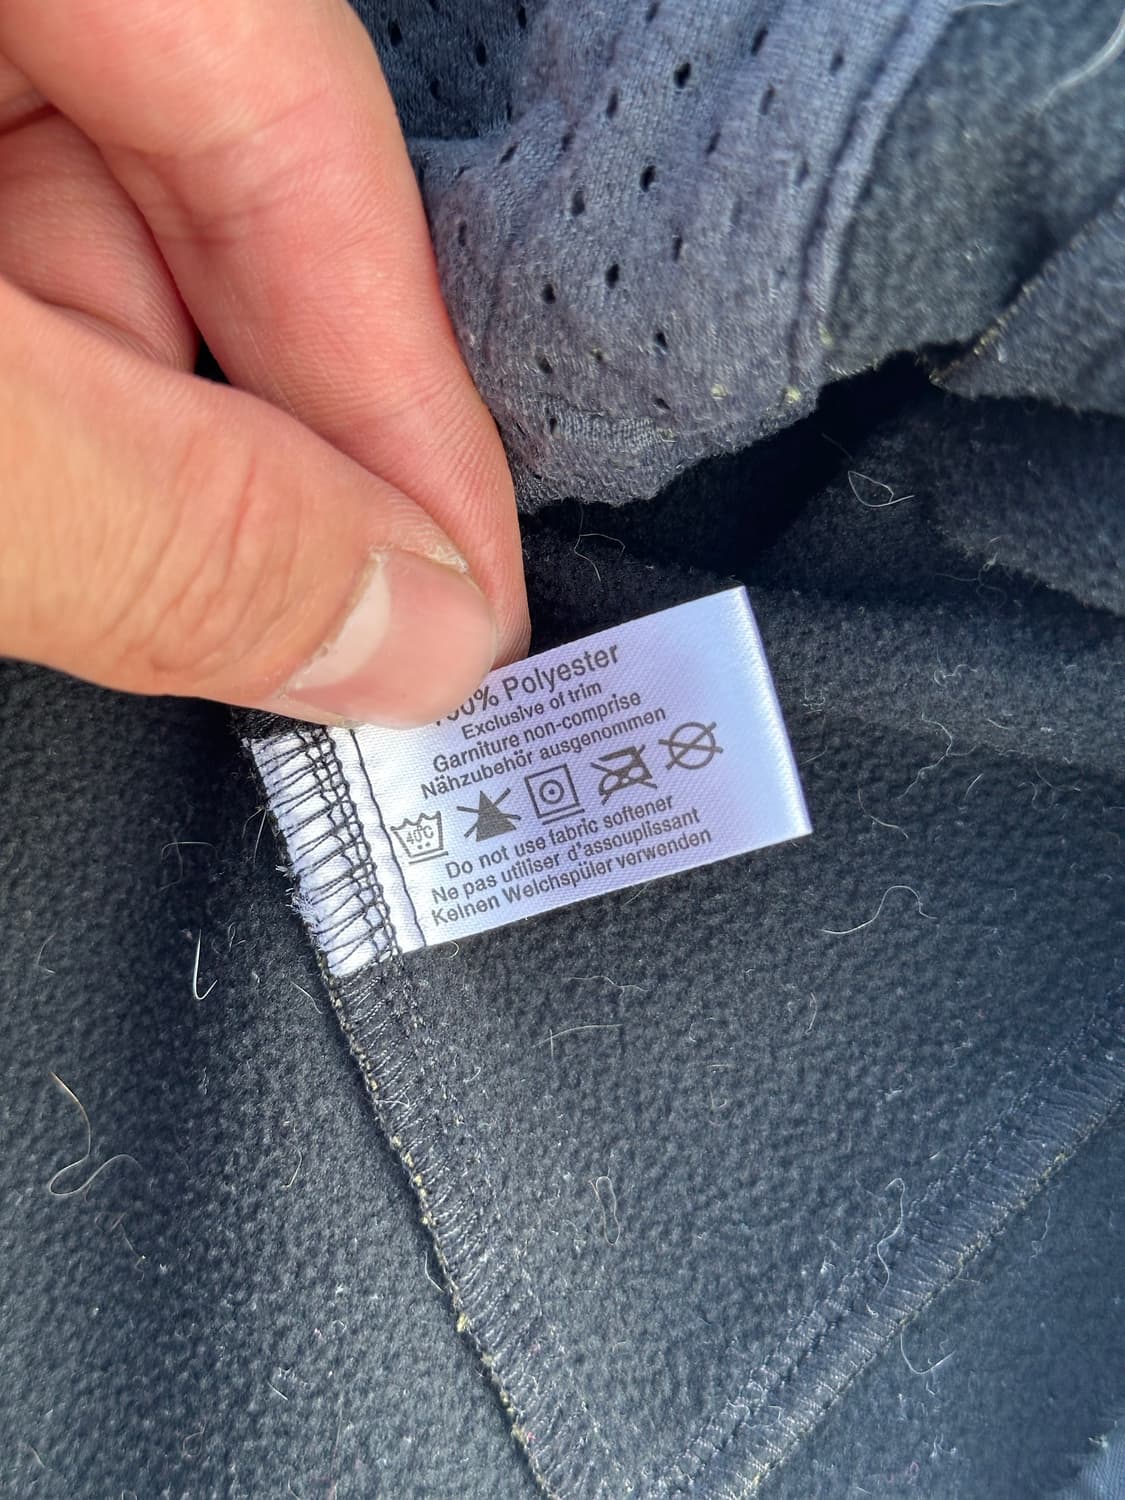 % Polyester
Exclusive of trim
Garniture non-comprise
Nähzubehör ausgenommen
40°C
Do not use fabric softener
Ne pas utiliser d'assouplissant
Keinen Weichspüler verwenden